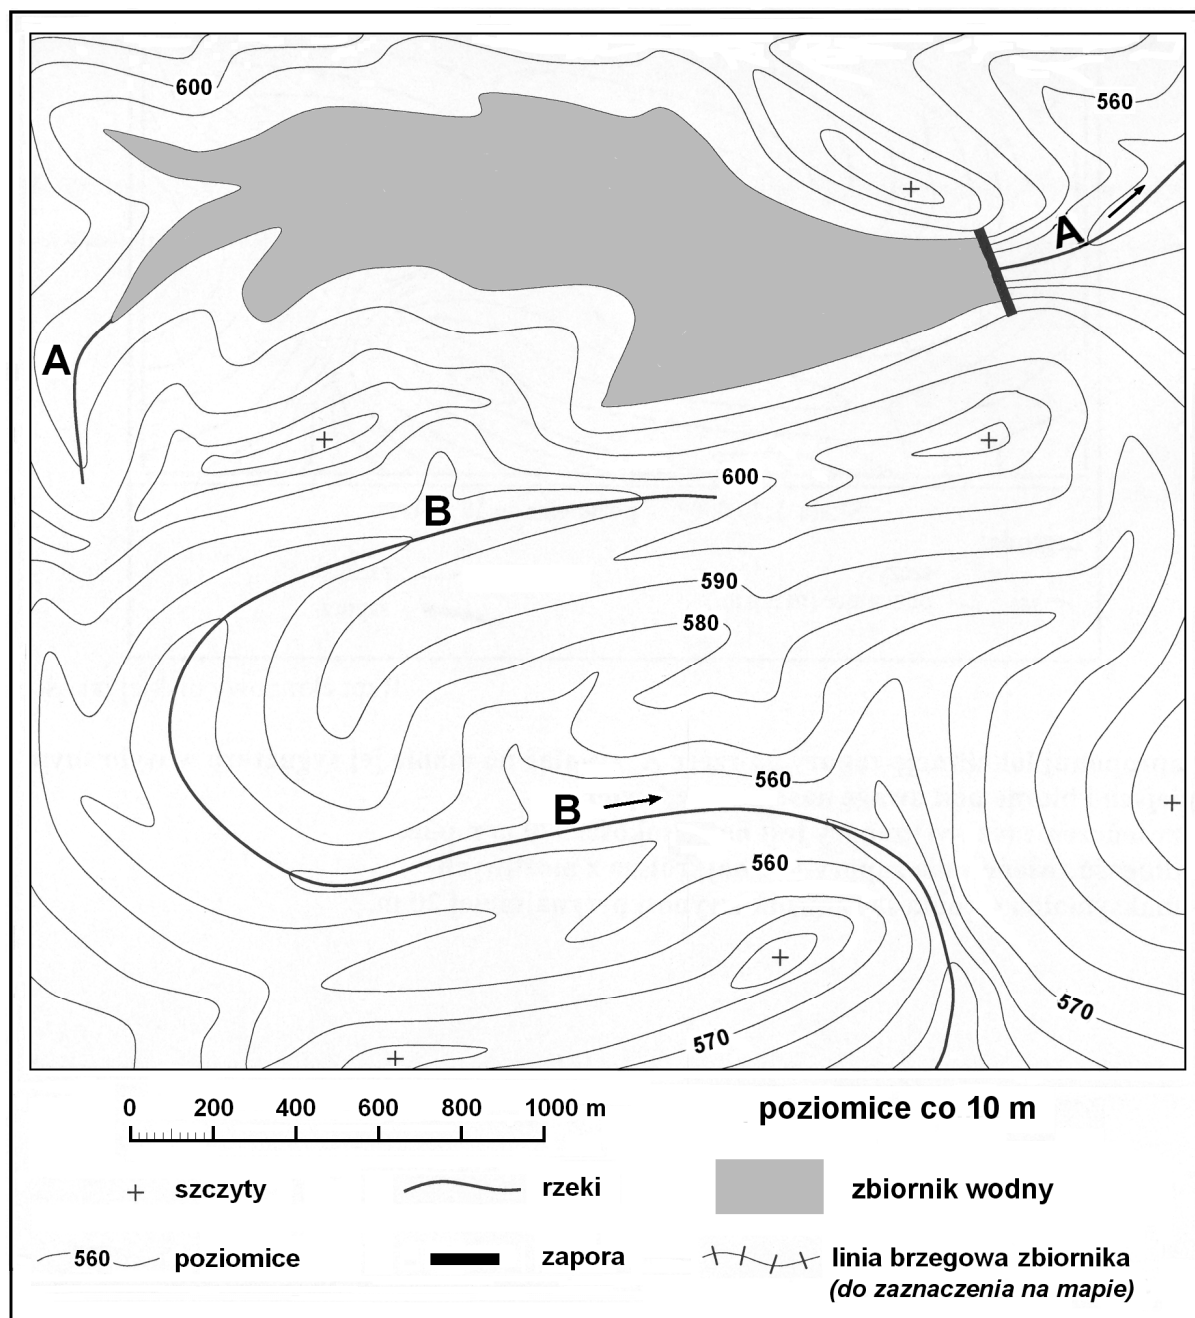 600
560
A
A
600
B
590
580
560
B
560
570
570
0 200 400 600 800 1000 m
poziomice co 10 m
szczyty
rzeki
zbiornik wodny
560
poziomice
zapora
linia brzegowa zbiornika
(do zaznaczenia na mapie)